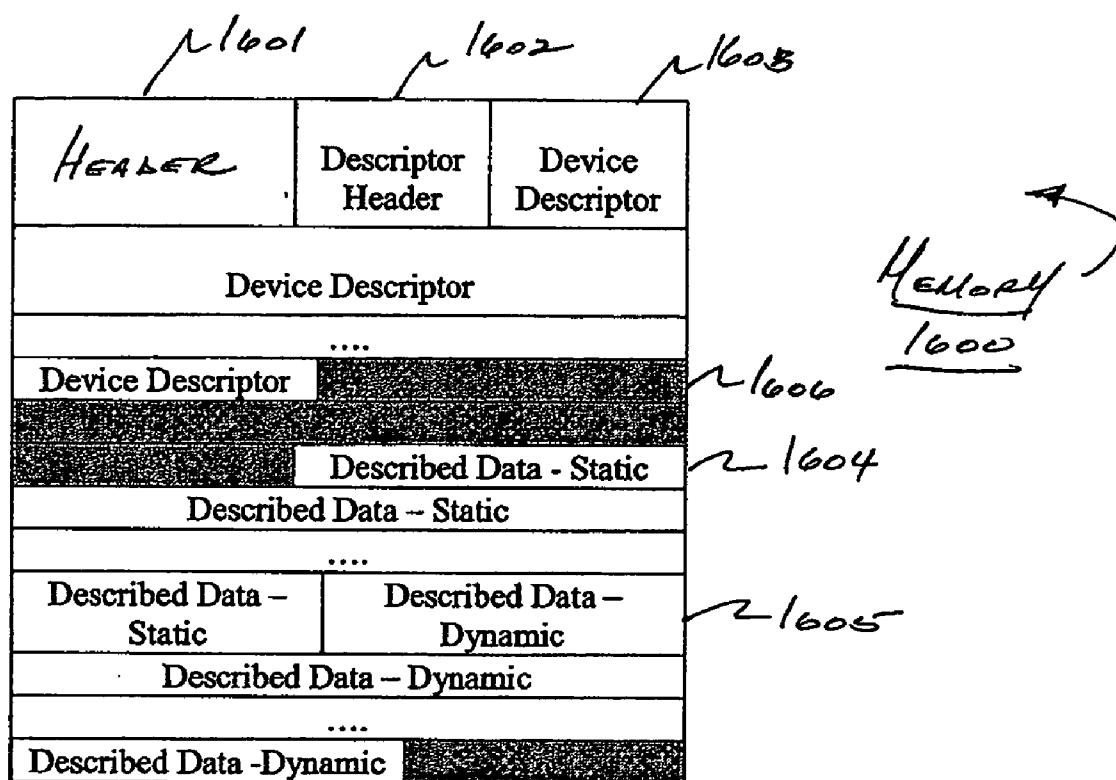 1601 1602 1603
HEADER Descriptor Header Device Descriptor
Device Descriptor
....
Device Descriptor
1606
Described Data - Static
1604
Described Data – Static
....
Described Data – Static Described Data – Dynamic
1605
Described Data – Dynamic
....
Described Data -Dynamic
MEMORY
1600